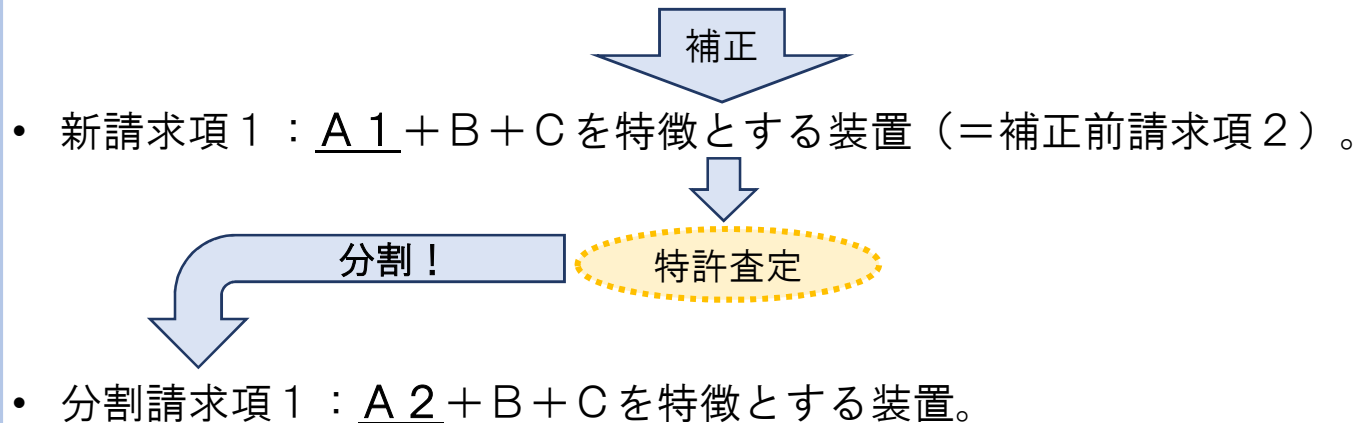 補正
• 新請求項１：Ａ１＋Ｂ＋Ｃを特徴とする装置（＝補正前請求項２）。
分割！
特許査定
• 分割請求項１：Ａ２＋Ｂ＋Ｃを特徴とする装置。